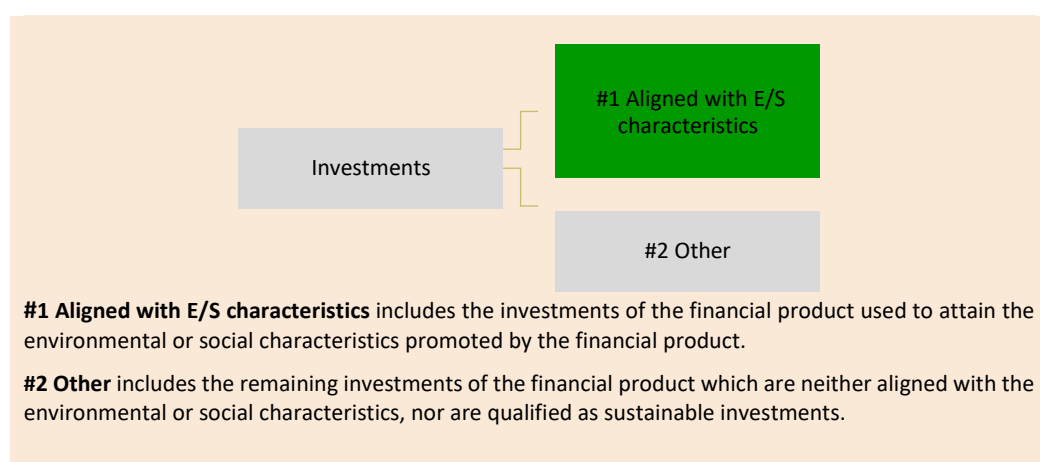 #1 Aligned with E/S
characteristics
Investments
#2 Other
#1 Aligned with E/S characteristics includes the investments of the financial product used to attain the
environmental or social characteristics promoted by the financial product.
#2 Other includes the remaining investments of the financial product which are neither aligned with the
environmental or social characteristics, nor are qualified as sustainable investments.